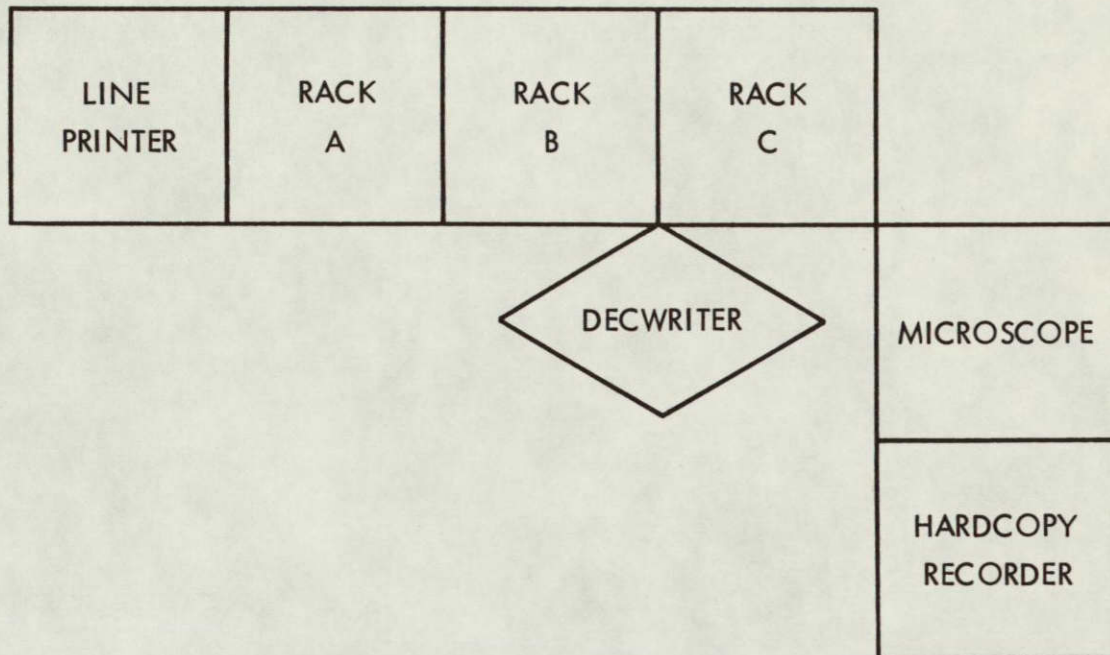 LINE
PRINTER
RACK
A
RACK
B
RACK
C
DECWRITER
MICROSCOPE
HARDCOPY
RECORDER